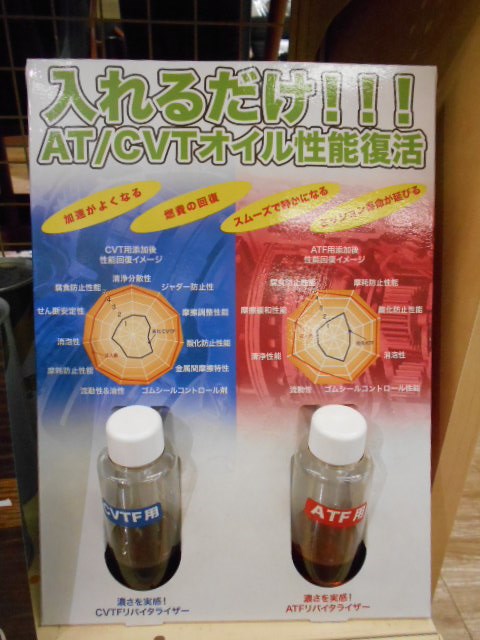 入れるだけ!!!
AT/CVTオイル性能復活
加速がよくなる
燃費の回復
スムーズで静かになる
ミッション寿命が延びる
CVT用添加後
性能回復イメージ
清浄分散性
ジャダー防止性
摩擦調整性能
酸化防止性能
金属間摩擦特性
ゴムシールコントロール剤
流動性&油性
摩耗防止性能
消泡性
せん断安定性
腐食防止性能
ATF用添加後
性能回復イメージ
腐食防止性能
摩耗防止性能
酸化防止性能
消泡性
ゴムシールコントロール性能
流動性
清浄性能
摩擦緩和性能
CVTF用
ATF用
濃さを実感!
CVTFリバイタライザー
濃さを実感!
ATFリバイタライザー